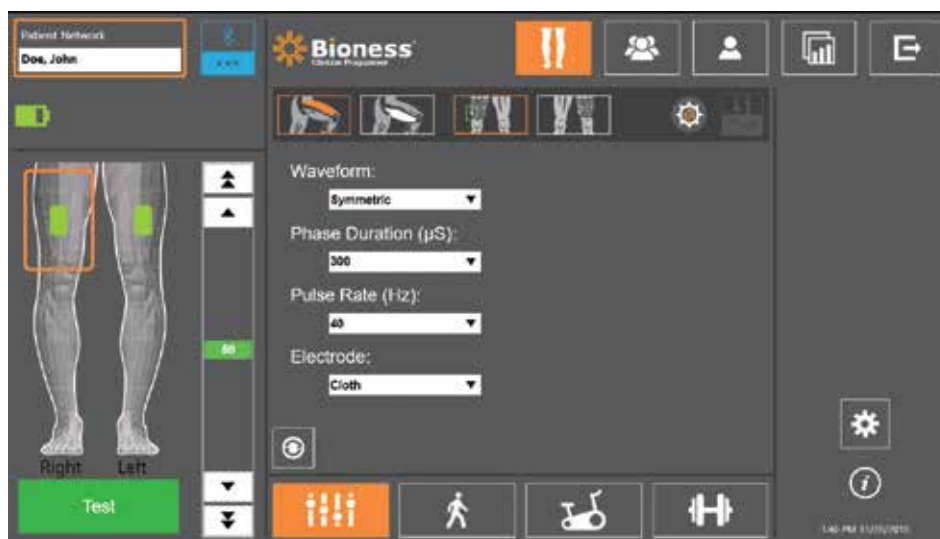 Patient Network
Doe, John
Bioness
Waveform:
Symmetric
Phase Duration (µS):
300
Pulse Rate (Hz):
40
Electrode:
Cloth
Right Left
Test